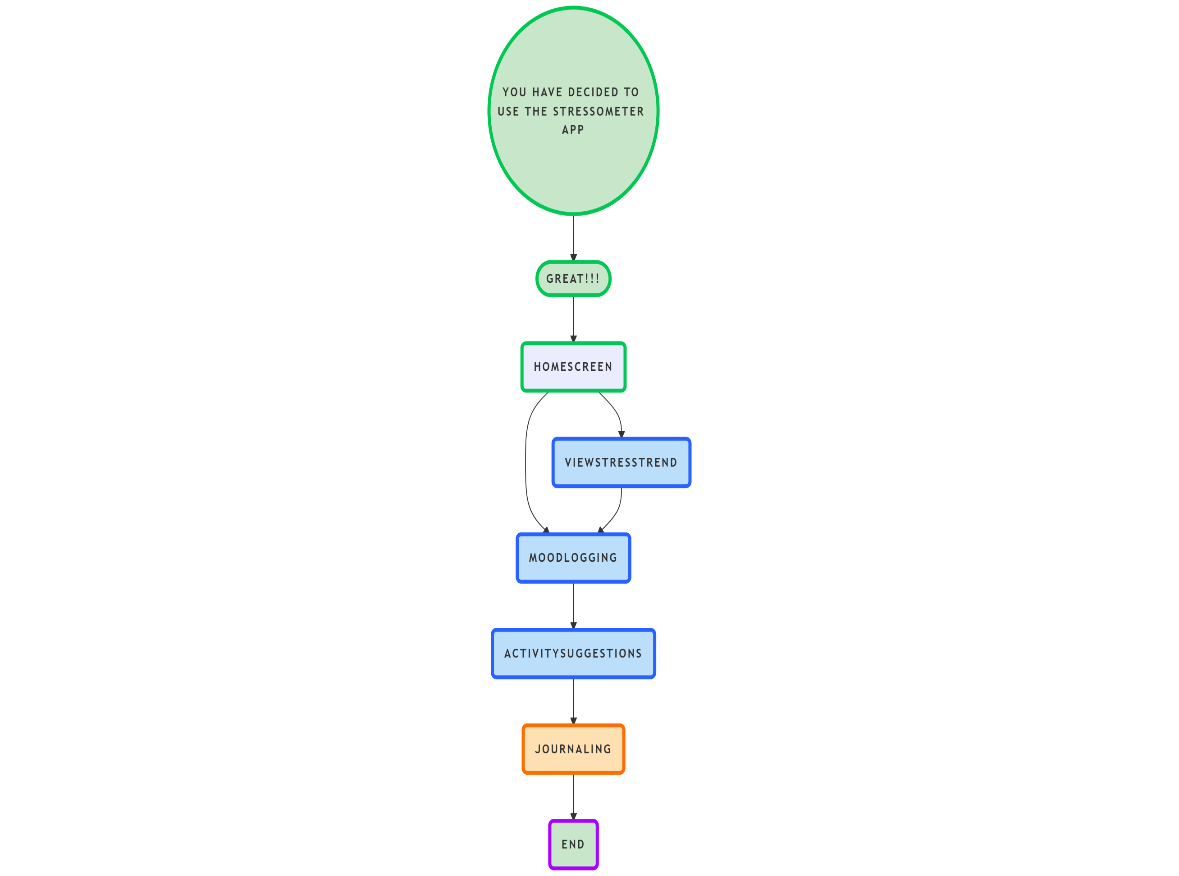 YOU HAVE DECIDED TO
USE THE STRESSOMETER
APP
GREAT!!!
HOMESCREEN
VIEWSTRESSTREND
MOODLOGGING
ACTIVITYSUGGESTIONS
JOURNALING
END